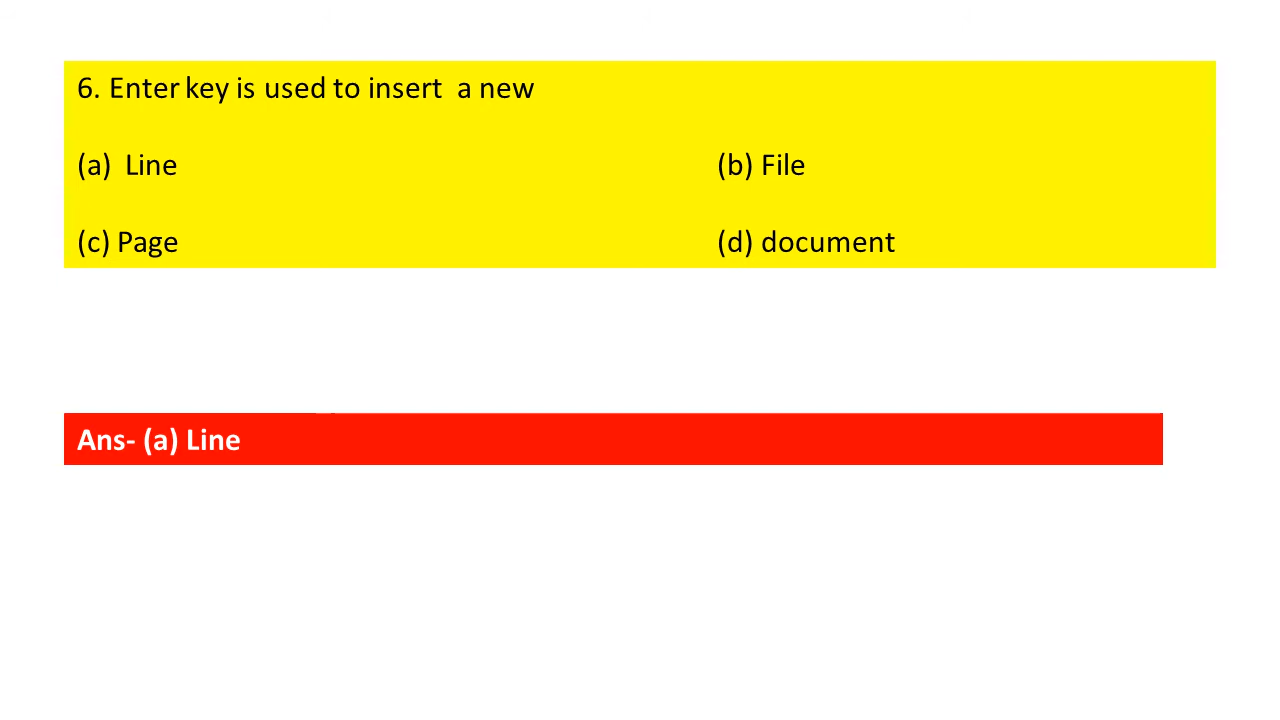 6. Enter key is used to insert  a new
(a)  Line (b) File
(c) Page (d) document
Ans- (a) Line